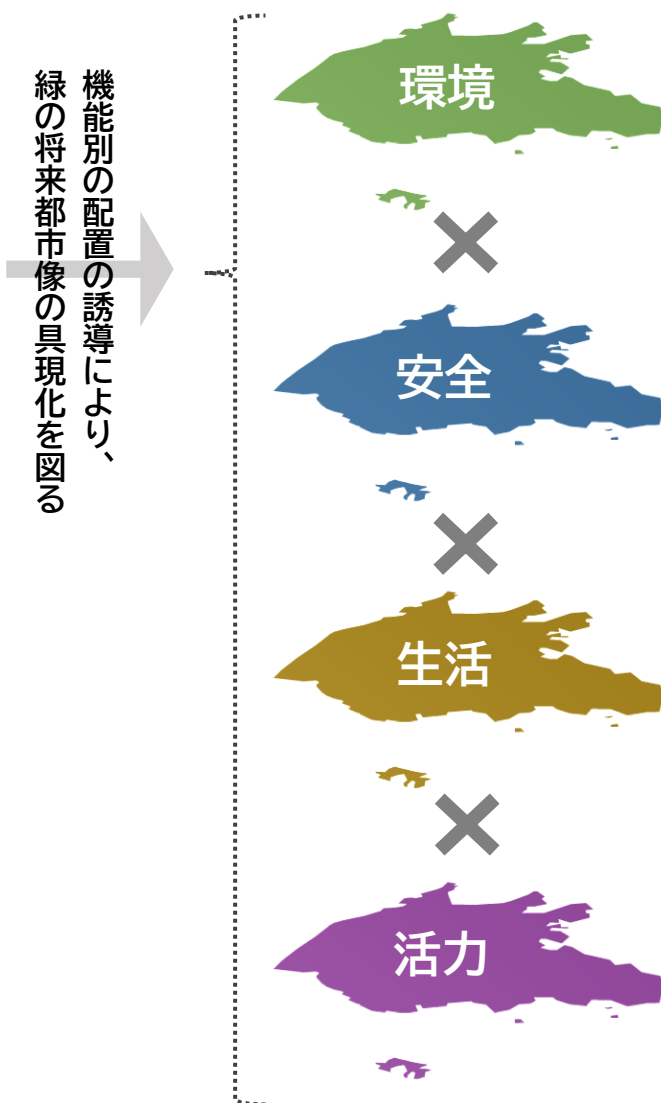 機能別の配置の誘導により、
緑の将来都市像の具現化を図る
環境
安全
生活
活力